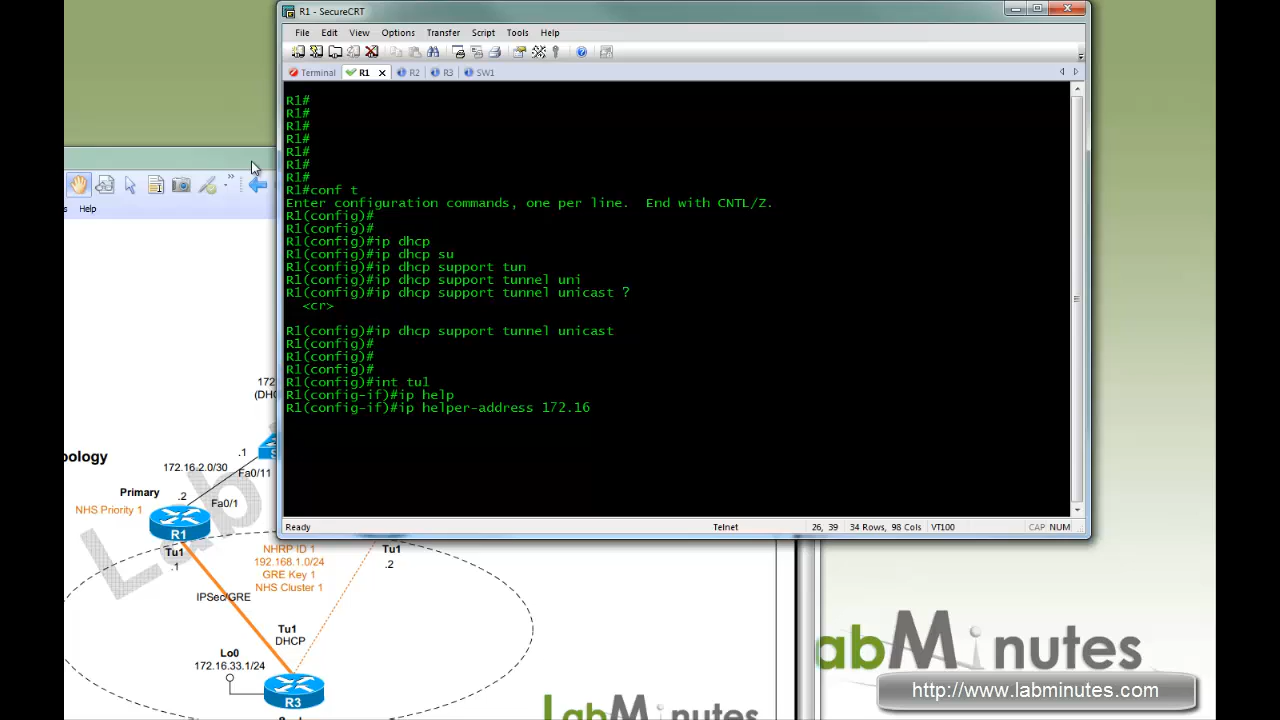 R1 - SecureCRT
File Edit View Options Transfer Script Tools Help
Terminal R1 R2 R3 SW1
R1#
R1#
R1#
R1#
R1#
R1#
R1#
R1#conf t
Enter configuration commands, one per line. End with CNTL/Z.
R1(config)#
R1(config)#
R1(config)#ip dhcp
R1(config)#ip dhcp su
R1(config)#ip dhcp support tun
R1(config)#ip dhcp support tunnel uni
R1(config)#ip dhcp support tunnel unicast ?
<cr>
R1(config)#ip dhcp support tunnel unicast
R1(config)#
R1(config)#
R1(config)#
R1(config)#int tu1
R1(config-if)#ip help
R1(config-if)#ip helper-address 172.16
Ready Telnet 26, 39 34 Rows, 98 Cols VT100 CAP NUM
Help
172
(DHC
ology
172.16.2.0/30
.1
Fa0/11
Primary
.2
NHS Priority 1
Fa0/1
R1
Tu1
.1
NHRP ID 1
192.168.1.0/24
GRE Key 1
NHS Cluster 1
Tu1
.2
IPSec/GRE
Tu1
DHCP
Lo0
172.16.33.1/24
R3
Lab
LabMinutes
abMinutes
http://www.labminutes.com